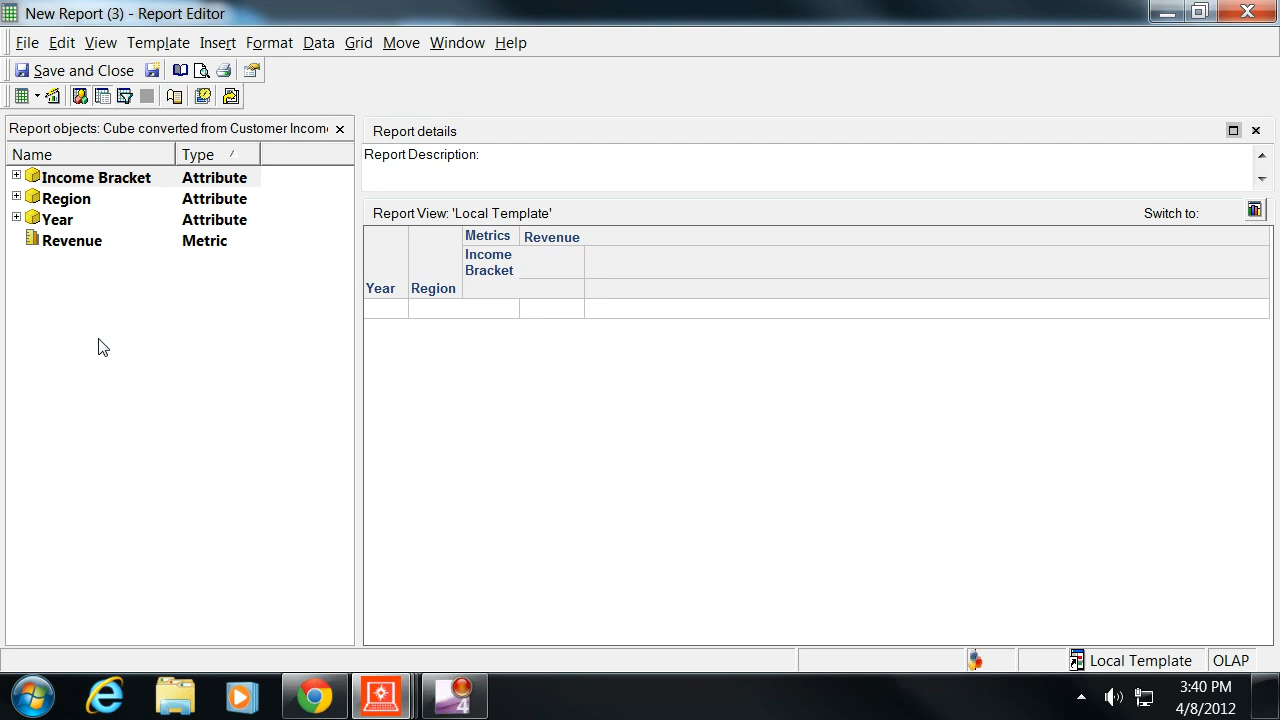 New Report (3) - Report Editor
File Edit View Template Insert Format Data Grid Move Window Help
Save and Close
Report objects: Cube converted from Customer Incom
Name Type
Income Bracket Attribute
Region Attribute
Year Attribute
Revenue Metric
Report details
Report Description:
Report View: 'Local Template' Switch to:
Metrics Revenue
Income
Bracket
Year Region
Local Template OLAP
4
3:40 PM
4/8/2012